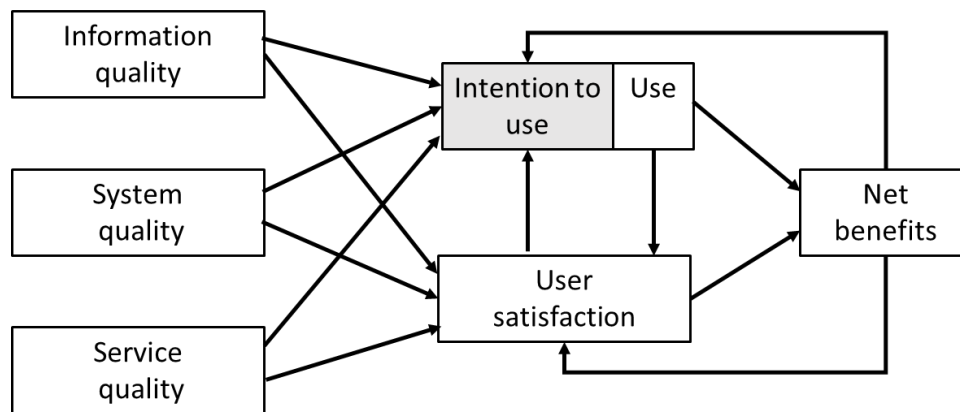 Information
quality
System
quality
Service
quality
Intention to
use
Use
User
satisfaction
Net
benefits